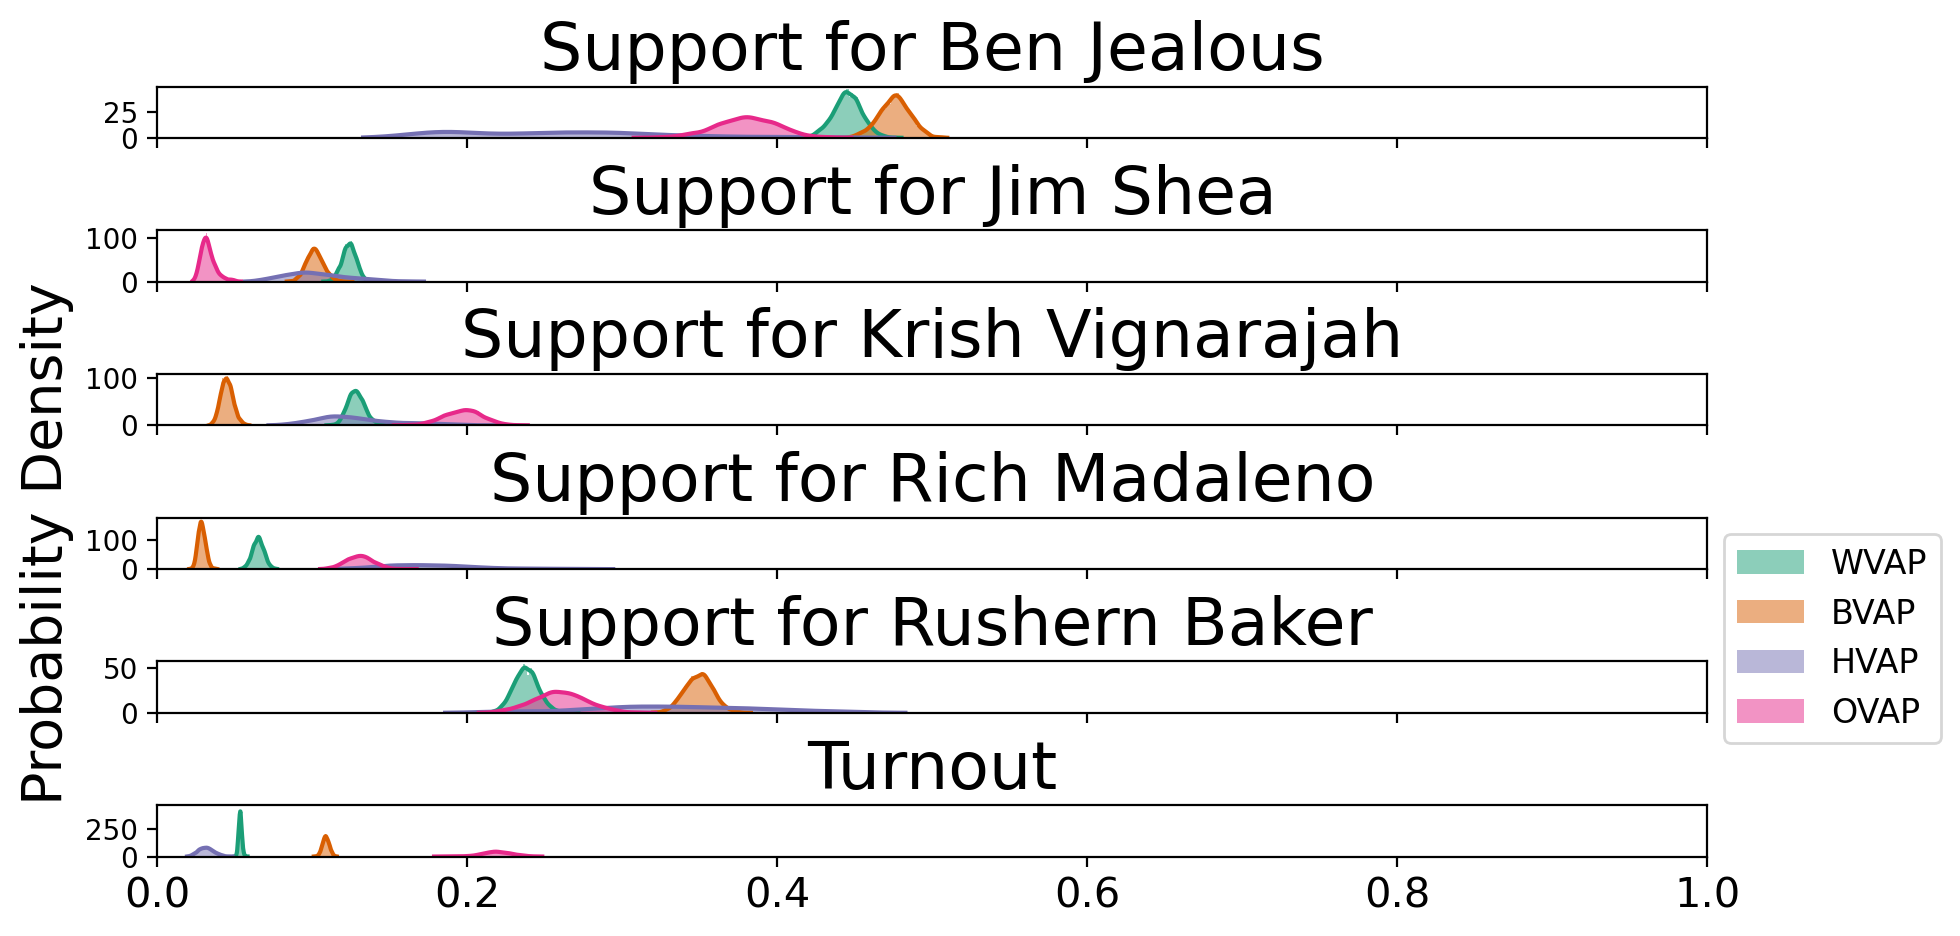 Support for Ben Jealous
25
0
Support for Jim Shea
100
0
Support for Krish Vignarajah
100
0
Support for Rich Madaleno
100
0
Support for Rushern Baker
50
0
Turnout
250
0
0.0 0.2 0.4 0.6 0.8 1.0
Probability Density
WVAP
BVAP
HVAP
OVAP